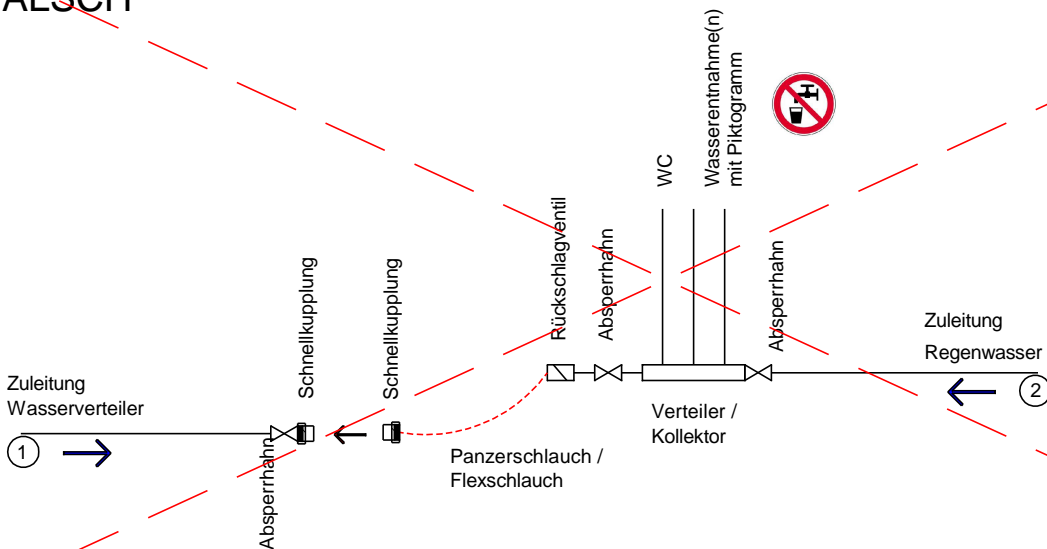 ALSCH
WC
Wasserentnahme(n)
mit Piktogramm
Rückschlagventil
Absperrhahn
Absperrhahn
Schnellkupplung
Schnellkupplung
Zuleitung
Regenwasser
2
Zuleitung
Wasserverteiler
1
Verteiler /
Kollektor
Absperrhahn
Panzerschlauch /
Flexschlauch